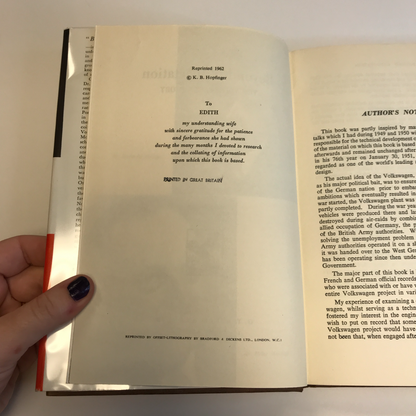 Reprinted 1962
© K. B. Hopfinger
To
EDITH
my understanding wife
with sincere gratitude for the patience
and forbearance she had shown
during the many months I devoted to research
and the collating of information
upon which this book is based.
PRINTED IN GREAT BRITAIN
REPRINTED BY OFFSET-LITHOGRAPHY BY BRADFORD & DICKENS LTD., LONDON, W.C.1
AUTHOR'S NOT
This book was partly inspired by
talks which I had during 1949 and 1950
responsible for the technical development
of the material on which this book is based
afterwards and remained unchanged after
in his 76th year on January 30, 1951,
regarded as one of the world's leading
design.
The actual idea of the Volkswagen,
as his major political bait, was to ensure
of the German nation prior to
ambitions which eventually resulted in
war started, the Volkswagen plant was
partly completed. During the war year
vehicles were produced there and
destroyed during air-raids by
allied occupation of Germany, the
of the British Army authorities. W
solving the unemployment problem
Army authorities operated it on a
it was handed over to the West Ger
has been operating since then under
Government.
The major part of this book is
French and German official records
who were associated with or have
entire Volkswagen project in vari
My experience of examining a
wagen, whilst serving as a techn
fostered my interest in the engin
wish to put on record that some
Volkswagen project would have
not been that, when engaged after